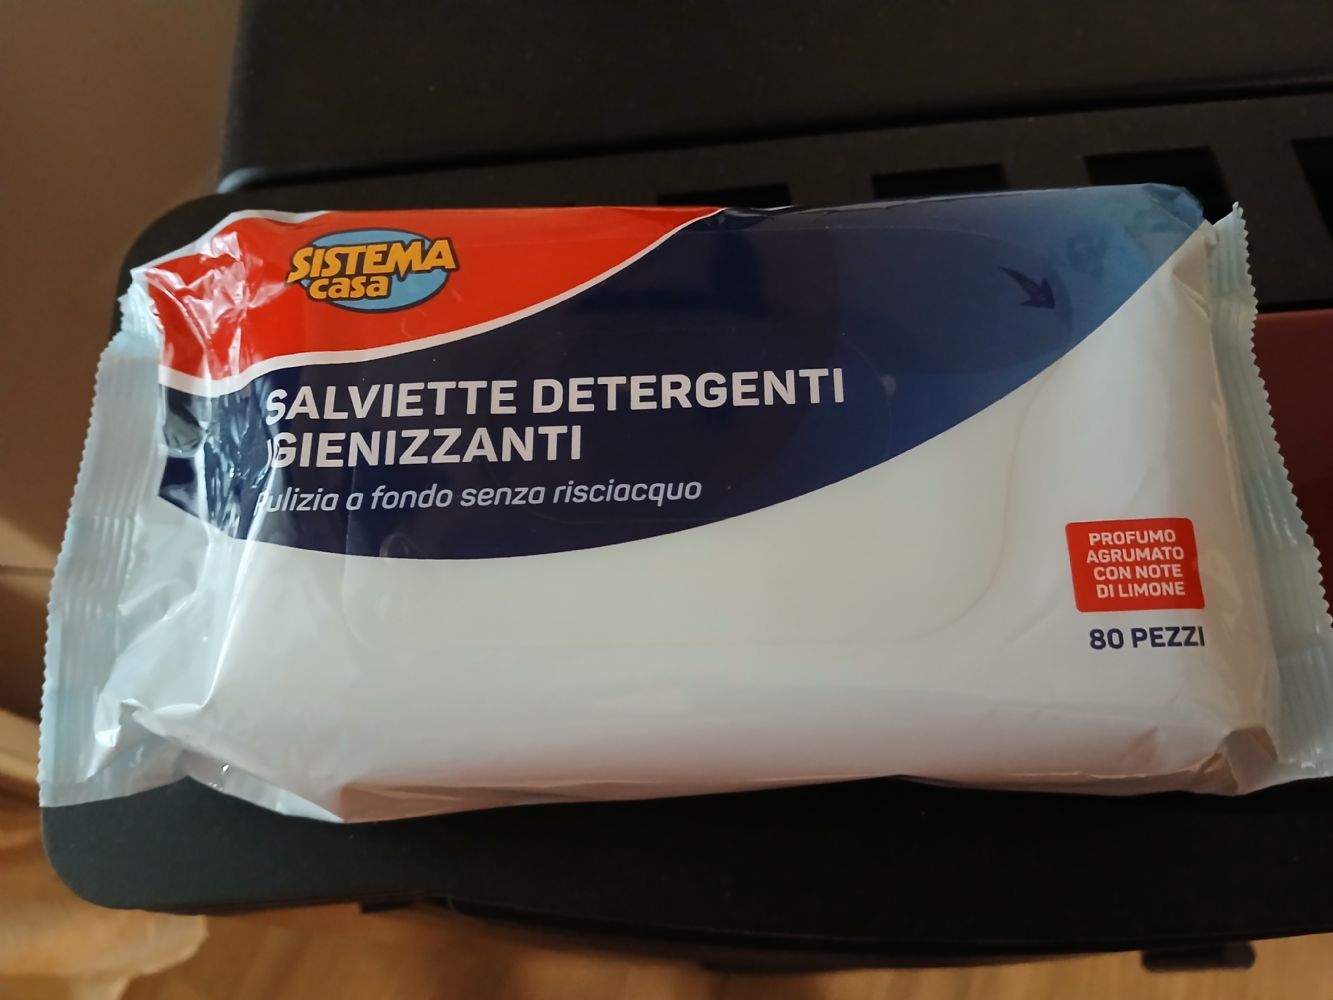 SISTEMA
casa
SALVIETTE DETERGENTI
IGIENIZZANTI
Pulizia a fondo senza risciacquo
PROFUMO
AGRUMATO
CON NOTE
DI LIMONE
80 PEZZI